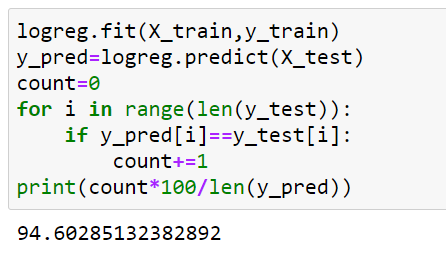 logreg.fit(X_train,y_train)
y_pred=logreg.predict(X_test)
count=0
for i in range(len(y_test)):
    if y_pred[i]==y_test[i]:
        count+=1
print(count*100/len(y_pred))
94.60285132382892